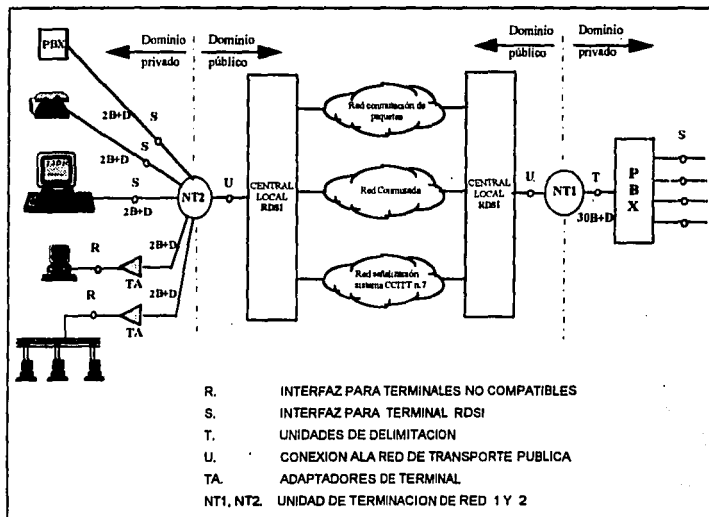 PBX
Dominio privado
Dominio público
Dominio público
Dominio privado
S
2B+D
S
2B+D
S
2B+D
R
TA
2B+D
R
TA
2B+D
NT2
U
CENTRAL LOCAL RDSI
Red conmutación de paquetes
Red Conmutada
Red señalización sistema CCITT n.7
CENTRAL LOCAL RDSI
U
NT1
T
30B+D
P B X
S
R. INTERFAZ PARA TERMINALES NO COMPATIBLES
S. INTERFAZ PARA TERMINAL RDSI
T. UNIDADES DE DELIMITACION
U. CONEXION ALA RED DE TRANSPORTE PUBLICA
TA. ADAPTADORES DE TERMINAL
NT1, NT2. UNIDAD DE TERMINACION DE RED 1 Y 2